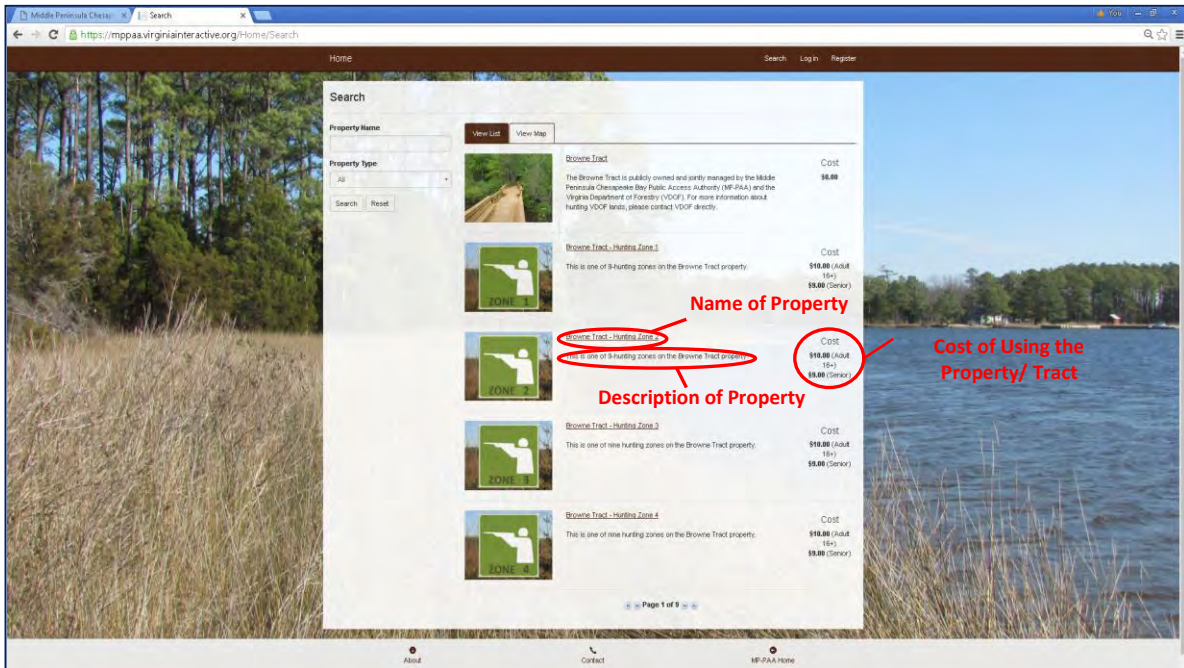 Middle Peninsula Chesap
Search
You
https://mppaa.virginiainteractive.org/Home/Search
Home
Search
Log in
Register
Search
Property Name
Property Type
All
Search
Reset
View List
View Map
Browne Tract
The Browne Tract is publicly owned and jointly managed by the Middle
Peninsula Chesapeake Bay Public Access Authority (MP-PAA) and the
Virginia Department of Forestry (VDOF). For more information about
hunting VDOF lands, please contact VDOF directly.
Cost
$0.00
ZONE 1
Browne Tract - Hunting Zone 1
This is one of 9-hunting zones on the Browne Tract property.
Cost
$10.00 (Adult
16+)
$9.00 (Senior)
Name of Property
ZONE 2
Browne Tract - Hunting Zone 2
This is one of 9-hunting zones on the Browne Tract property.
Cost
$10.00 (Adult
16+)
$9.00 (Senior)
Cost of Using the
Property/ Tract
Description of Property
ZONE 3
Browne Tract - Hunting Zone 3
This is one of nine hunting zones on the Browne Tract property.
Cost
$10.00 (Adult
16+)
$9.00 (Senior)
ZONE 4
Browne Tract - Hunting Zone 4
This is one of nine hunting zones on the Browne Tract property.
Cost
$10.00 (Adult
16+)
$9.00 (Senior)
Page 1 of 9
About
Contact
MP-PAA Home